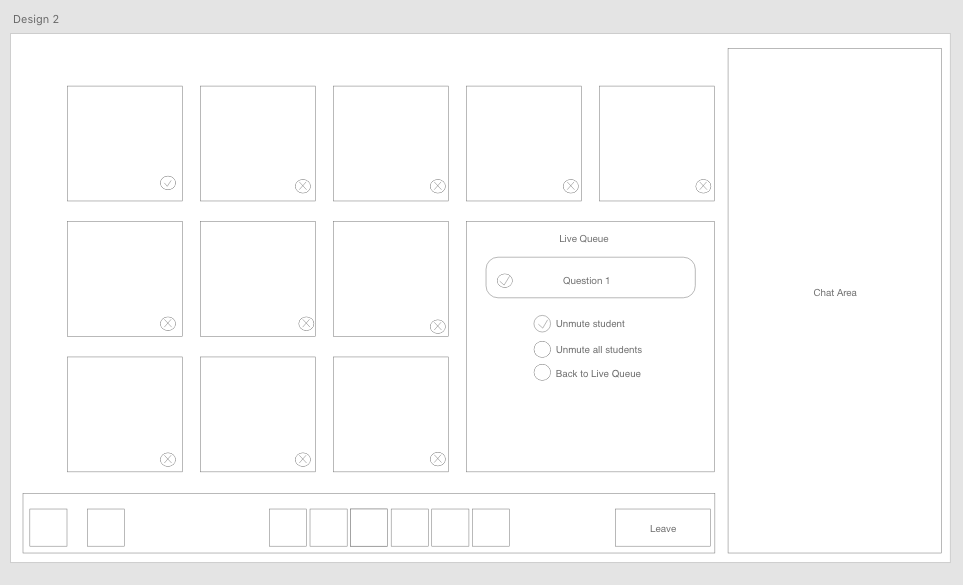 Design 2
Live Queue
Question 1
Unmute student
Unmute all students
Back to Live Queue
Chat Area
Leave